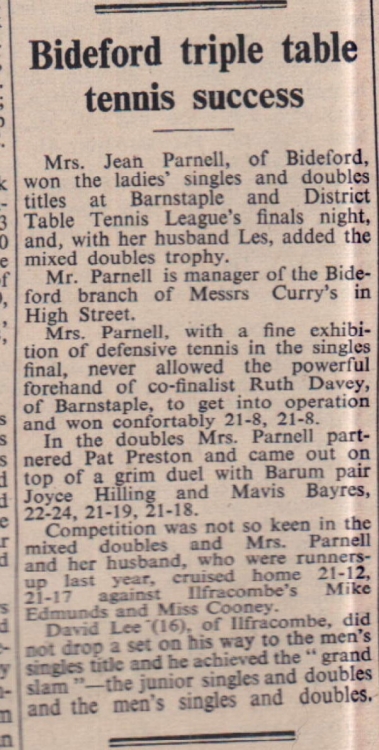 Bideford triple table
tennis success
Mrs. Jean Parnell, of Bideford,
won the ladies' singles and doubles
titles at Barnstaple and District
Table Tennis League's finals night,
and, with her husband Les, added the
mixed doubles trophy.
Mr. Parnell is manager of the Bide-
ford branch of Messrs Curry's in
High Street.
Mrs. Parnell, with a fine exhibi-
tion of defensive tennis in the singles
final, never allowed the powerful
forehand of co-finalist Ruth Davey,
of Barnstaple, to get into operation
and won confortably 21-8, 21-8.
In the doubles Mrs. Parnell part-
nered Pat Preston and came out on
top of a grim duel with Barum pair
Joyce Hilling and Mavis Bayres,
22-24, 21-19, 21-18.
Competition was not so keen in the
mixed doubles and Mrs. Parnell
and her husband, who were runners-
up last year, cruised home 21-12,
21-17 against Ilfracombe's Mike
Edmunds and Miss Cooney.
David Lee (16), of Ilfracombe, did
not drop a set on his way to the men's
singles title and he achieved the " grand
slam "—the junior singles and doubles
and the men's singles and doubles.